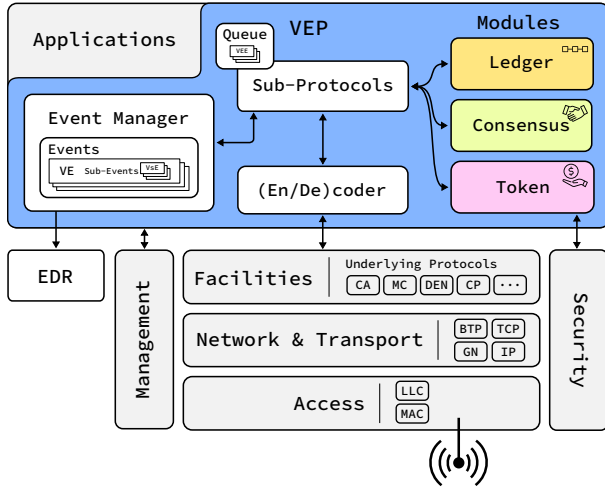 Applications
VEP
Queue
VEE
Modules
Sub-Protocols
Ledger
Consensus
Token
$
Event Manager
Events
VE Sub-Events VsE
(En/De)coder
EDR
Management
Facilities
Underlying Protocols
CA MC DEN CP ...
Network & Transport
BTP TCP
GN IP
Access
LLC
MAC
Security